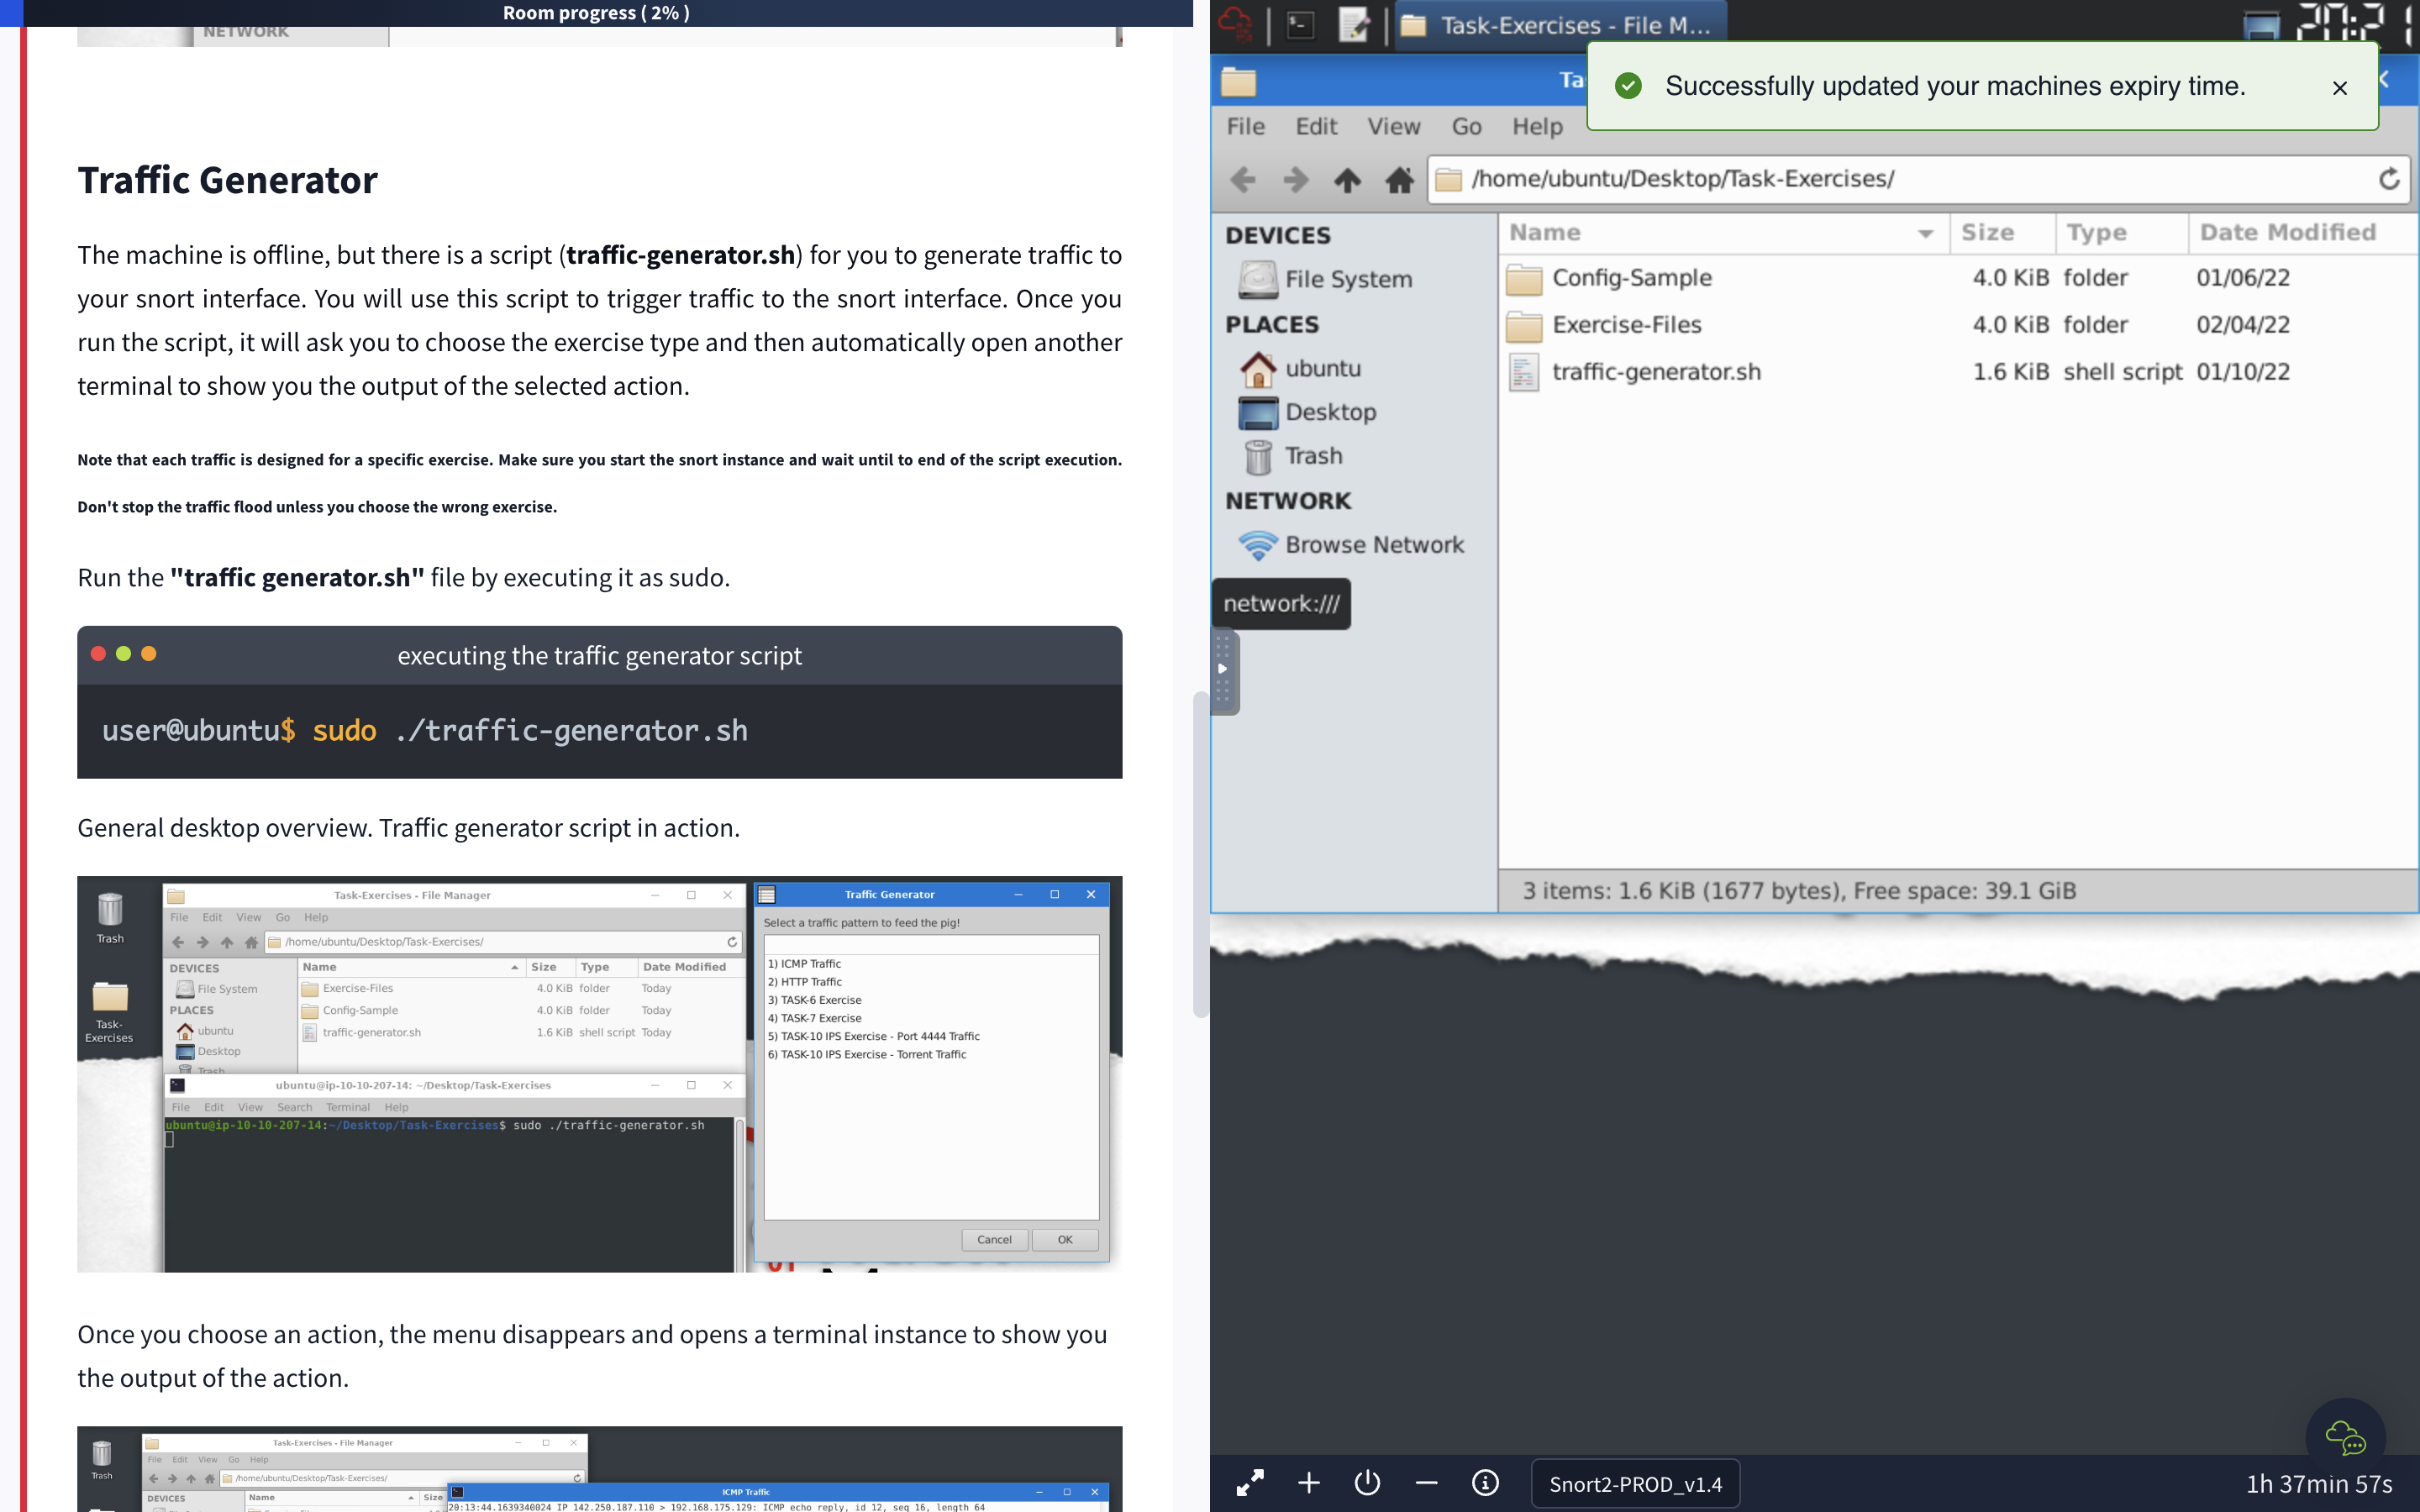 Room progress ( 2% )
NETWORK
Traffic Generator
The machine is offline, but there is a script (traffic-generator.sh) for you to generate traffic to
your snort interface. You will use this script to trigger traffic to the snort interface. Once you
run the script, it will ask you to choose the exercise type and then automatically open another
terminal to show you the output of the selected action.
Note that each traffic is designed for a specific exercise. Make sure you start the snort instance and wait until to end of the script execution.
Don't stop the traffic flood unless you choose the wrong exercise.
Run the "traffic generator.sh" file by executing it as sudo.
executing the traffic generator script
user@ubuntu$ sudo ./traffic-generator.sh
General desktop overview. Traffic generator script in action.
Trash
Task-
Exercises
Task-Exercises - File Manager
File Edit View Go Help
/home/ubuntu/Desktop/Task-Exercises/
DEVICES
File System
PLACES
ubuntu
Desktop
Trash
Name Size Type Date Modified
Exercise-Files 4.0 KiB folder Today
Config-Sample 4.0 KiB folder Today
traffic-generator.sh 1.6 KiB shell script Today
ubuntu@ip-10-10-207-14: ~/Desktop/Task-Exercises
File Edit View Search Terminal Help
ubuntu@ip-10-10-207-14:~/Desktop/Task-Exercises$ sudo ./traffic-generator.sh
Traffic Generator
Select a traffic pattern to feed the pig!
1) ICMP Traffic
2) HTTP Traffic
3) TASK-6 Exercise
4) TASK-7 Exercise
5) TASK-10 IPS Exercise - Port 4444 Traffic
6) TASK-10 IPS Exercise - Torrent Traffic
Cancel OK
Once you choose an action, the menu disappears and opens a terminal instance to show you
the output of the action.
Trash
Task-Exercises - File Manager
File Edit View Go Help
/home/ubuntu/Desktop/Task-Exercises/
DEVICES
Name Size
ICMP Traffic
20:13:44.1639340024 IP 142.250.187.110 > 192.168.175.129: ICMP echo reply, id 12, seq 16, length 64
Task-Exercises - File M...
20:21
Successfully updated your machines expiry time.
File Edit View Go Help
/home/ubuntu/Desktop/Task-Exercises/
DEVICES
File System
PLACES
ubuntu
Desktop
Trash
NETWORK
Browse Network
network:///
Name Size Type Date Modified
Config-Sample 4.0 KiB folder 01/06/22
Exercise-Files 4.0 KiB folder 02/04/22
traffic-generator.sh 1.6 KiB shell script 01/10/22
3 items: 1.6 KiB (1677 bytes), Free space: 39.1 GiB
Snort2-PROD_v1.4
1h 37min 57s